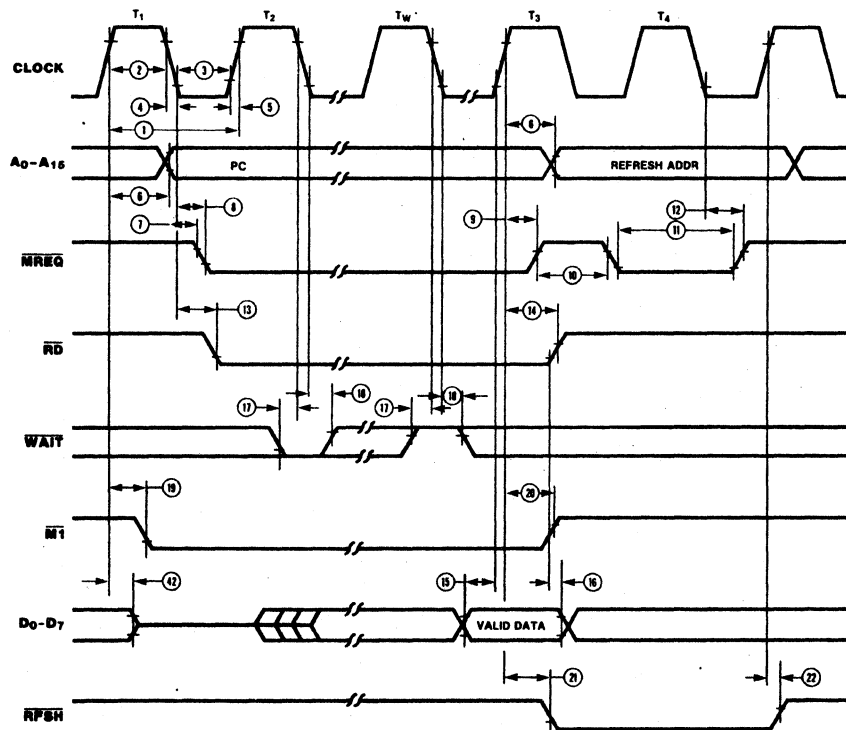 T1 T2 TW T3 T4
CLOCK
2 3
4 5
1
6
A0–A15 PC REFRESH ADDR
6
8 12
7 9 11
MREQ
10
13 14
RD
17 18 17 18
WAIT
19 20
M1
42 15 16
D0–D7 VALID DATA
21 22
RFSH